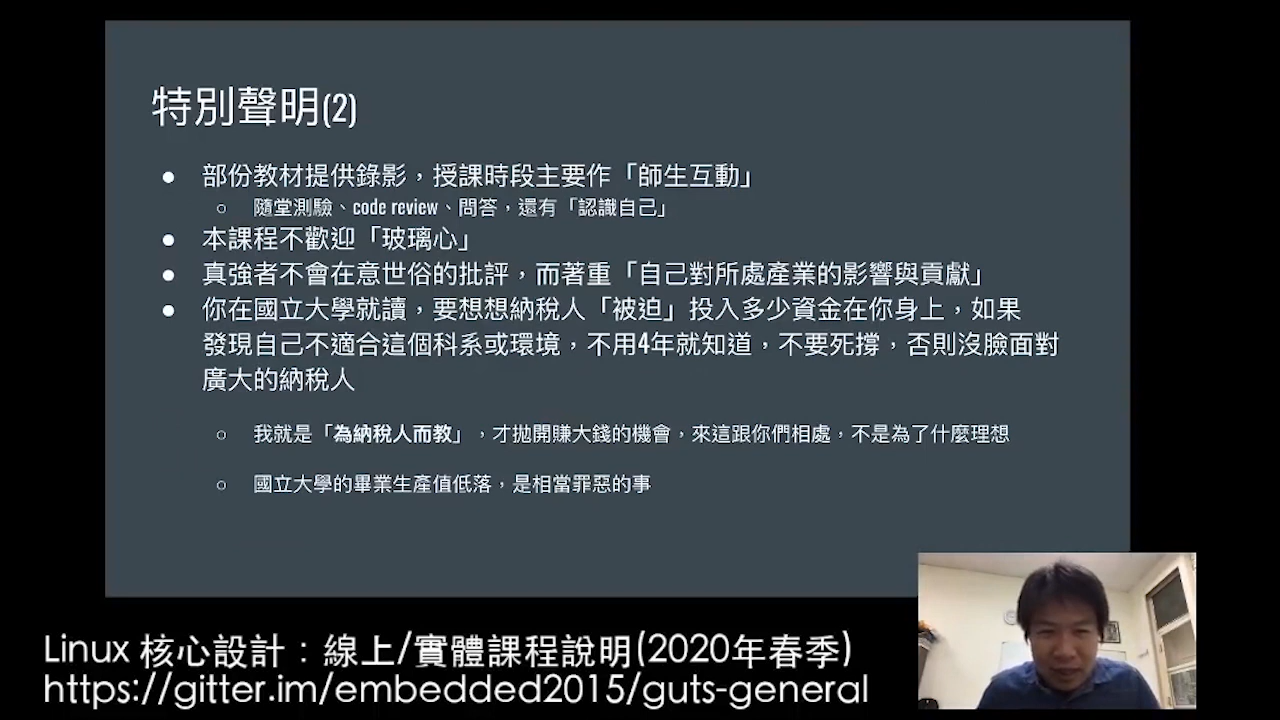 特別聲明(2)
● 部份教材提供錄影，授課時段主要作「師生互動」
○ 隨堂測驗、code review、問答，還有「認識自己」
● 本課程不歡迎「玻璃心」
● 真強者不會在意世俗的批評，而著重「自己對所處產業的影響與貢獻」
● 你在國立大學就讀，要想想納稅人「被迫」投入多少資金在你身上，如果
發現自己不適合這個科系或環境，不用4年就知道，不要死撐，否則沒臉面對
廣大的納稅人
○ 我就是「為納稅人而教」，才拋開賺大錢的機會，來這跟你們相處，不是為了什麼理想
○ 國立大學的畢業生產值低落，是相當罪惡的事
Linux 核心設計：線上/實體課程說明(2020年春季)
https://gitter.im/embedded2015/guts-general